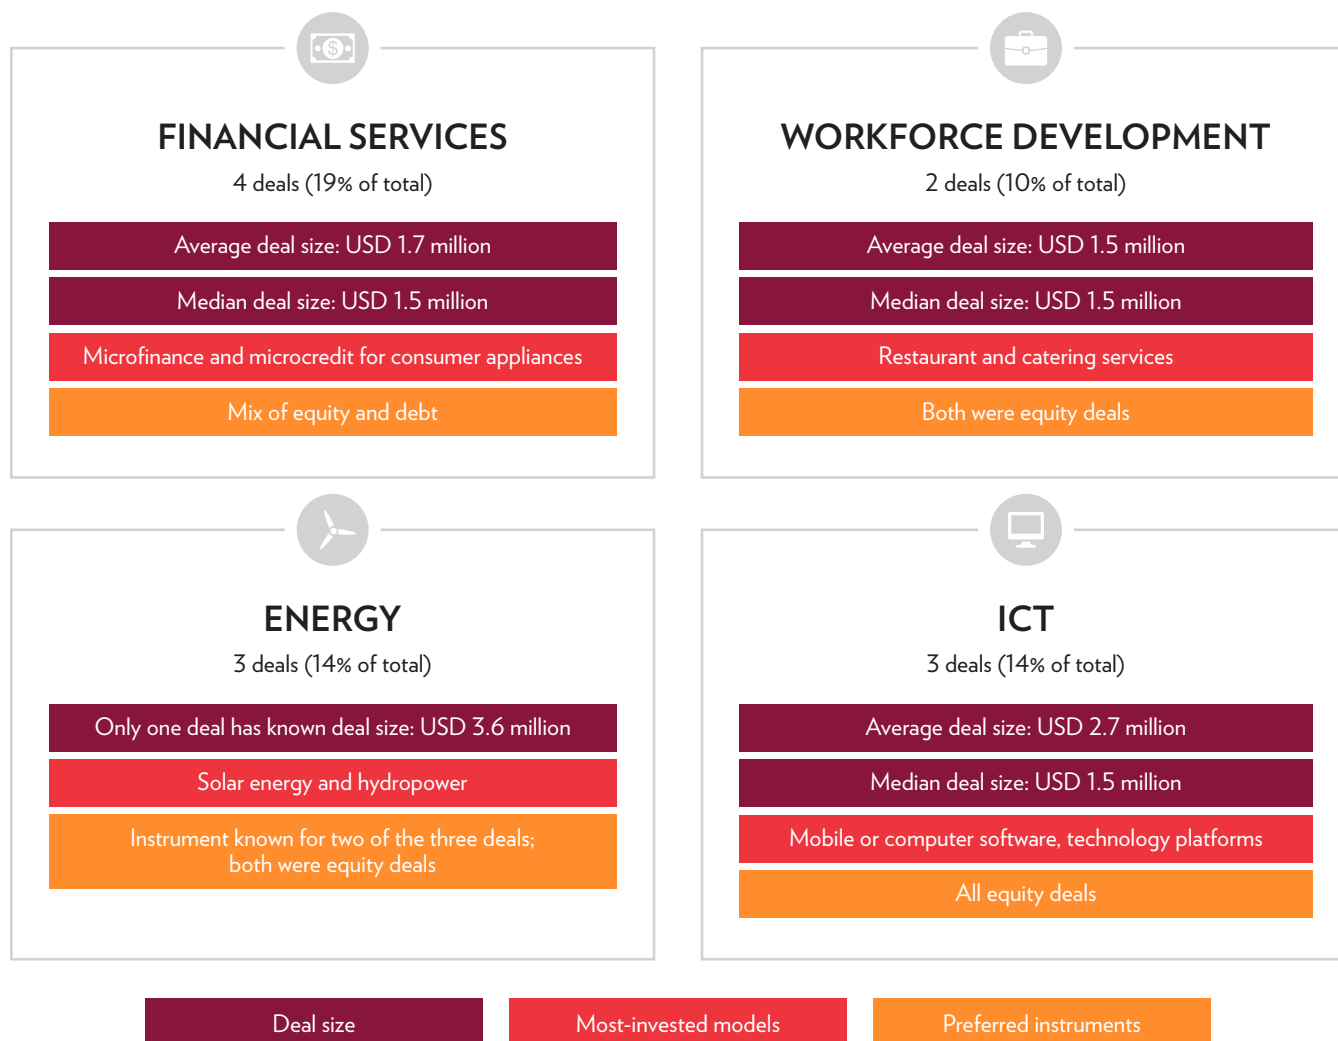 FINANCIAL SERVICES
4 deals (19% of total)
Average deal size: USD 1.7 million
Median deal size: USD 1.5 million
Microfinance and microcredit for consumer appliances
Mix of equity and debt
WORKFORCE DEVELOPMENT
2 deals (10% of total)
Average deal size: USD 1.5 million
Median deal size: USD 1.5 million
Restaurant and catering services
Both were equity deals
ENERGY
3 deals (14% of total)
Only one deal has known deal size: USD 3.6 million
Solar energy and hydropower
Instrument known for two of the three deals;
both were equity deals
ICT
3 deals (14% of total)
Average deal size: USD 2.7 million
Median deal size: USD 1.5 million
Mobile or computer software, technology platforms
All equity deals
Deal size
Most-invested models
Preferred instruments